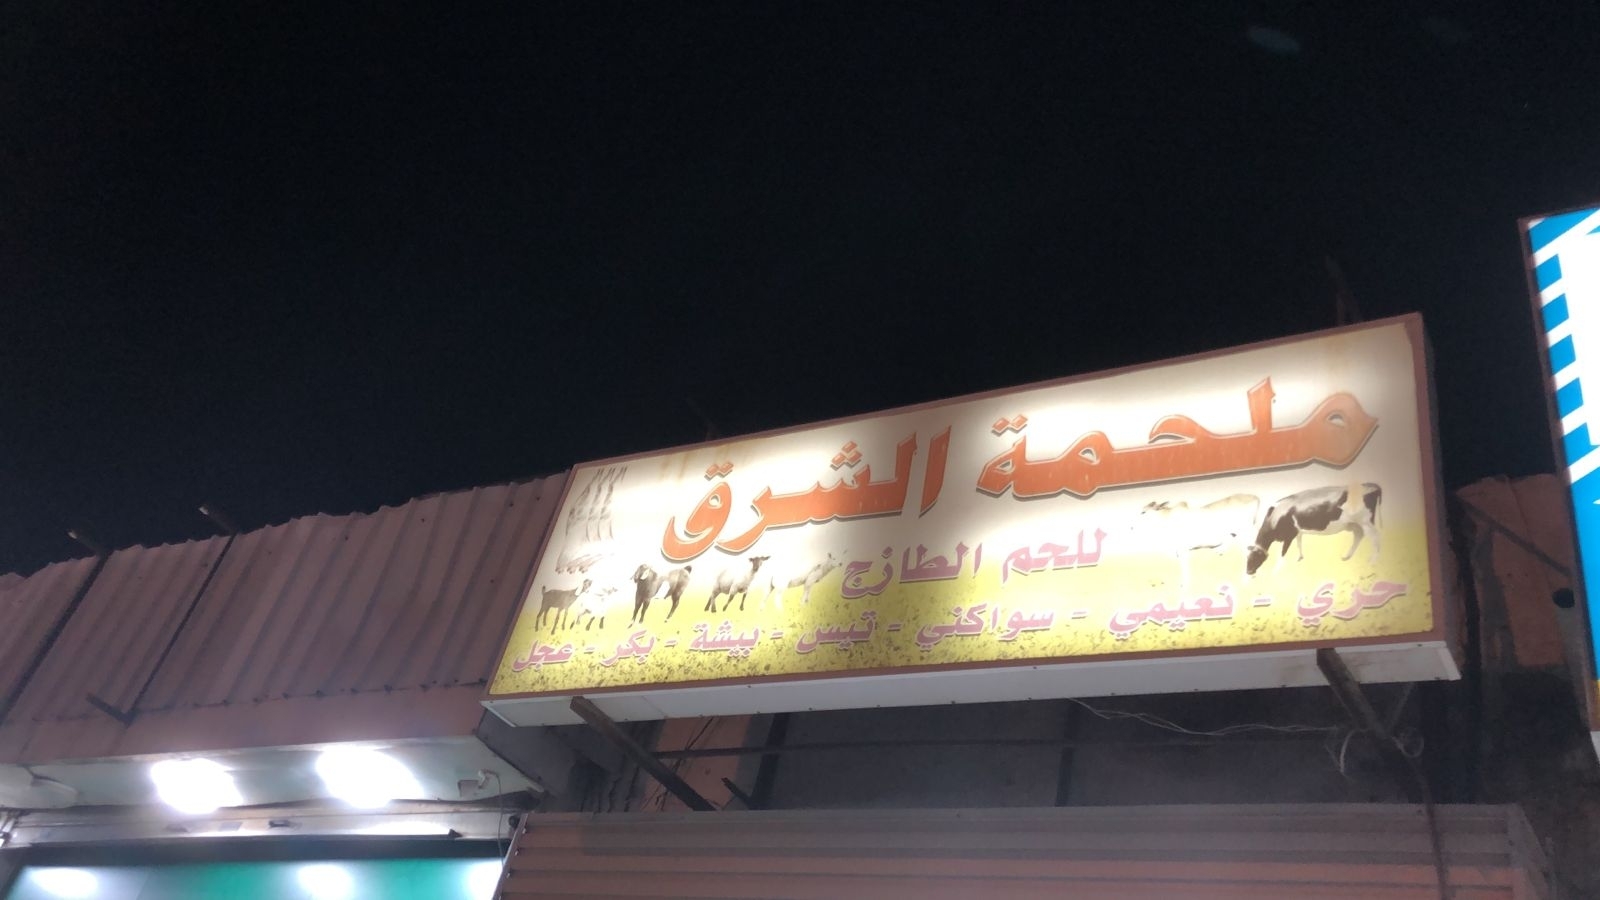 ملحمة الشرق
للحم الطازج
حري - نعيمي - سواكني - تيس - بيشة - بكر - عجل